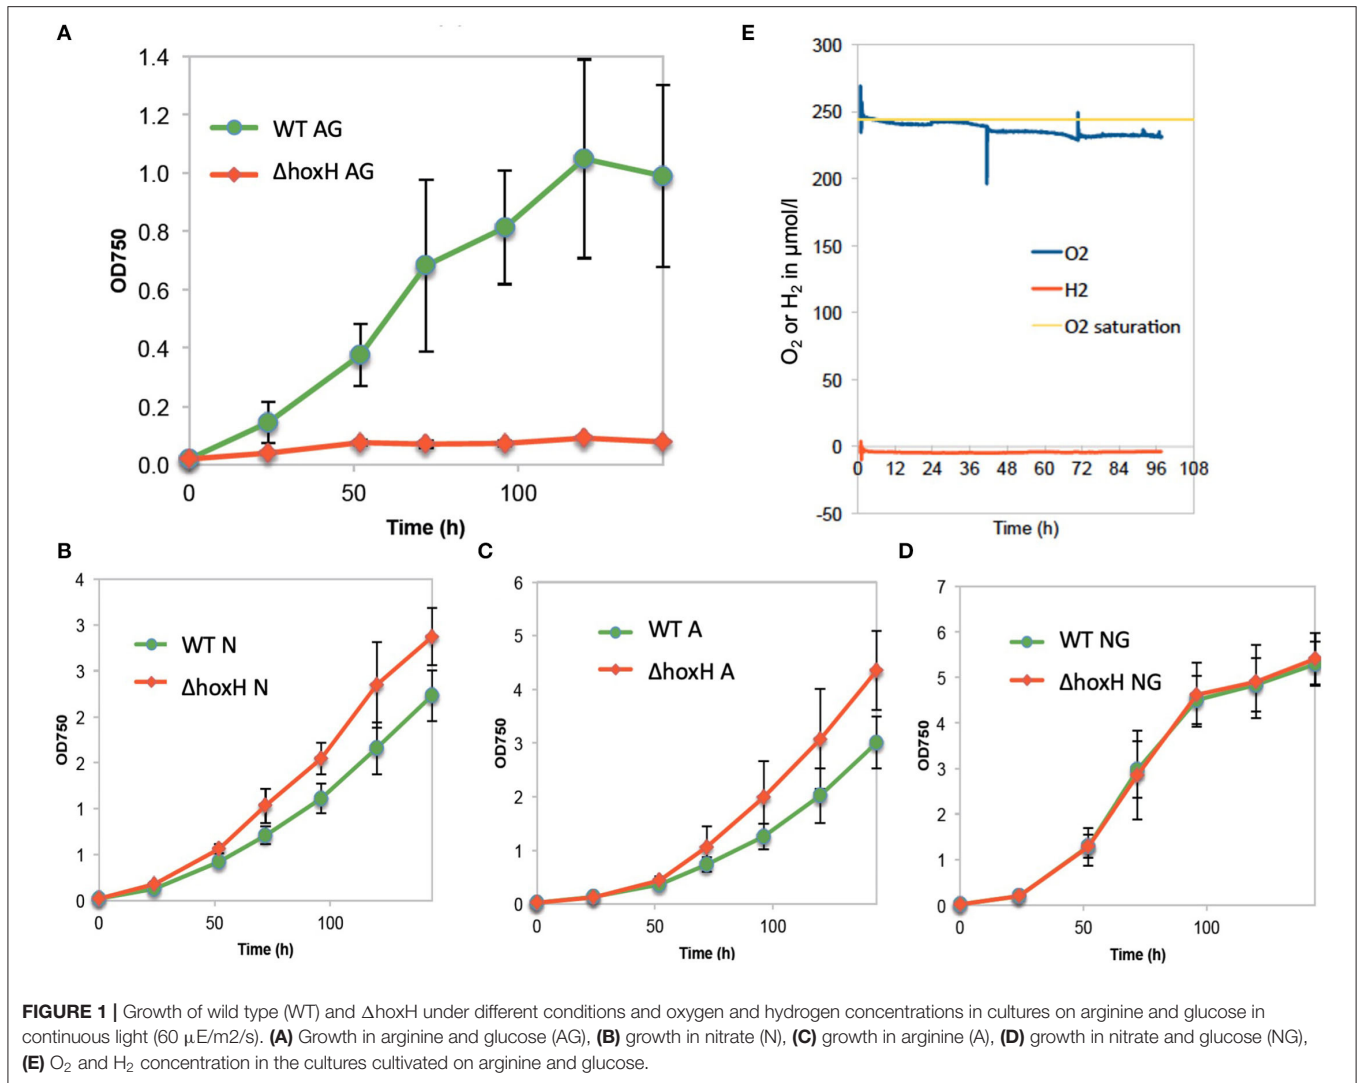 A
1.4
1.2
1.0
0.8
0.6
0.4
0.2
0.0
OD750
WT AG
ΔhoxH AG
0 50 100
Time (h)
E
300
250
200
150
100
50
0
-50
O2 or H2 in µmol/l
O2
H2
O2 saturation
0 12 24 36 48 60 72 84 96 108
Time (h)
B
4
3
3
2
2
1
1
0
OD750
WT N
ΔhoxH N
0 50 100
Time (h)
C
6
5
4
3
2
1
0
OD750
WT A
ΔhoxH A
0 50 100
Time (h)
D
7
6
5
4
3
2
1
0
OD750
WT NG
ΔhoxH NG
0 50 100
Time (h)
FIGURE 1 | Growth of wild type (WT) and ΔhoxH under different conditions and oxygen and hydrogen concentrations in cultures on arginine and glucose in
continuous light (60 µE/m2/s). (A) Growth in arginine and glucose (AG), (B) growth in nitrate (N), (C) growth in arginine (A), (D) growth in nitrate and glucose (NG),
(E) O2 and H2 concentration in the cultures cultivated on arginine and glucose.